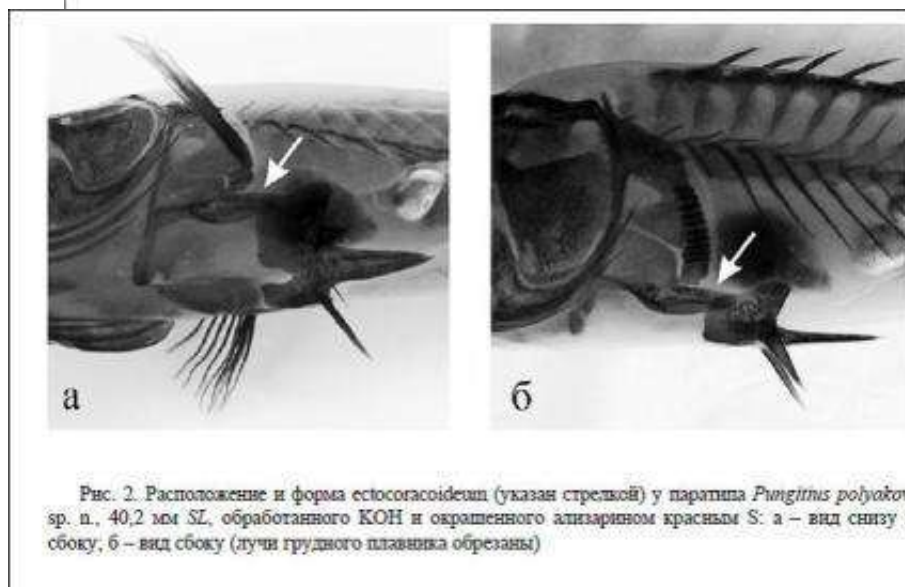 а
б
Рис. 2. Расположение и форма ectocoracoideum (указан стрелкой) у паратипа Pungitius polyakov
sp. n., 40,2 мм SL, обработанного KOH и окрашенного ализарином красным S: а – вид снизу
сбоку; б – вид сбоку (лучи грудного плавника обрезаны)